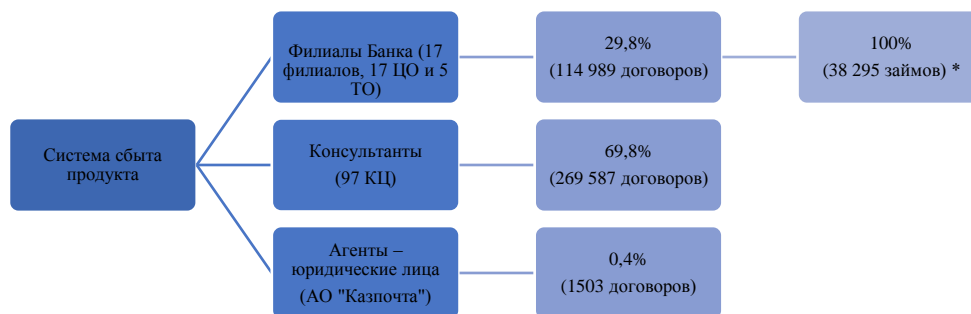 Система сбыта
продукта
Филиалы Банка (17
филиалов, 17 ЦО и 5
ТО)
29,8%
(114 989 договоров)
100%
(38 295 займов) *
Консультанты
(97 КЦ)
69,8%
(269 587 договоров)
Агенты –
юридические лица
(АО "Казпочта")
0,4%
(1503 договоров)